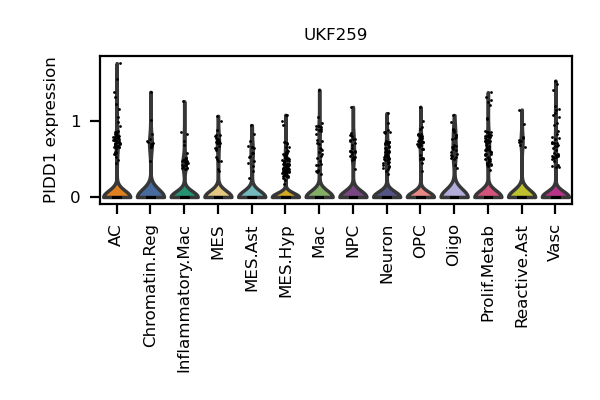 UKF259
PIDD1 expression
1
0
AC
Chromatin.Reg
Inflammatory.Mac
MES
MES.Ast
MES.Hyp
Mac
NPC
Neuron
OPC
Oligo
Prolif.Metab
Reactive.Ast
Vasc